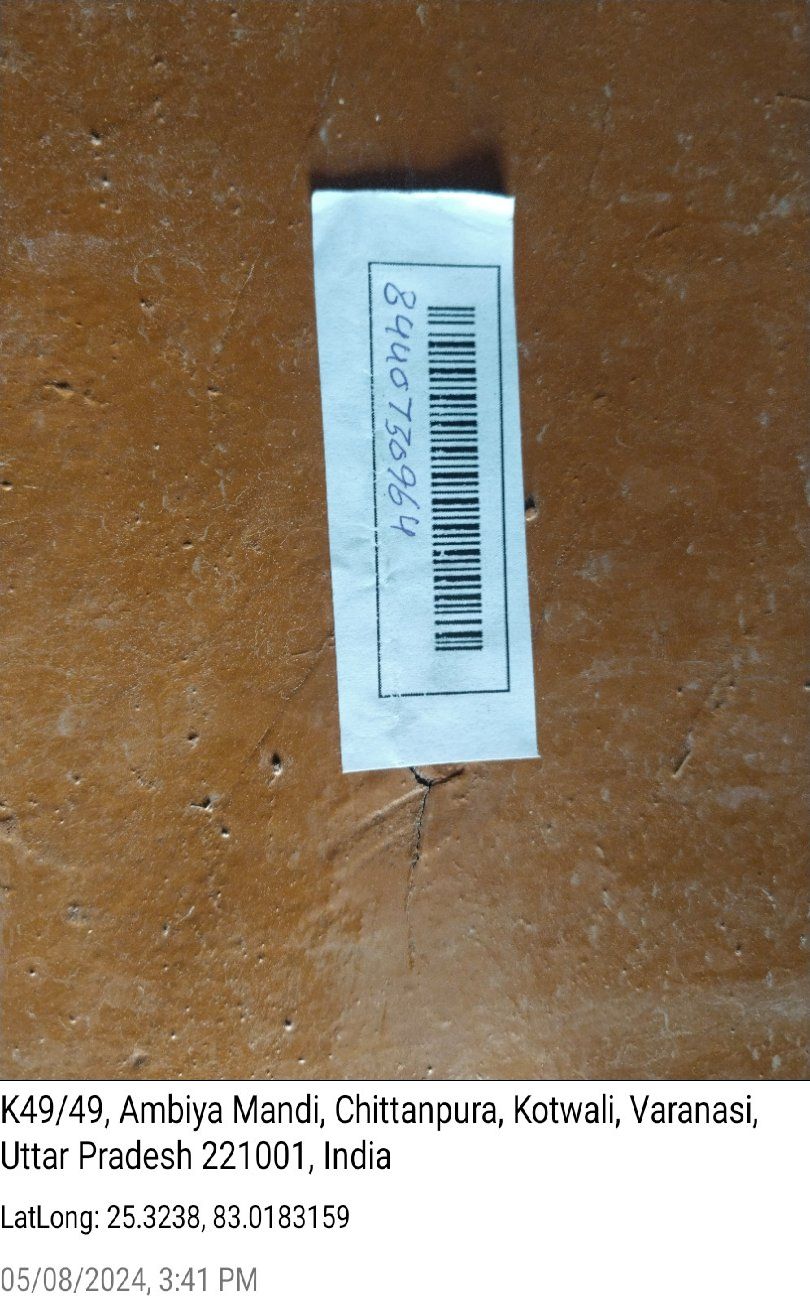 8440730964
K49/49, Ambiya Mandi, Chittanpura, Kotwali, Varanasi,
Uttar Pradesh 221001, India
LatLong: 25.3238, 83.0183159
05/08/2024, 3:41 PM